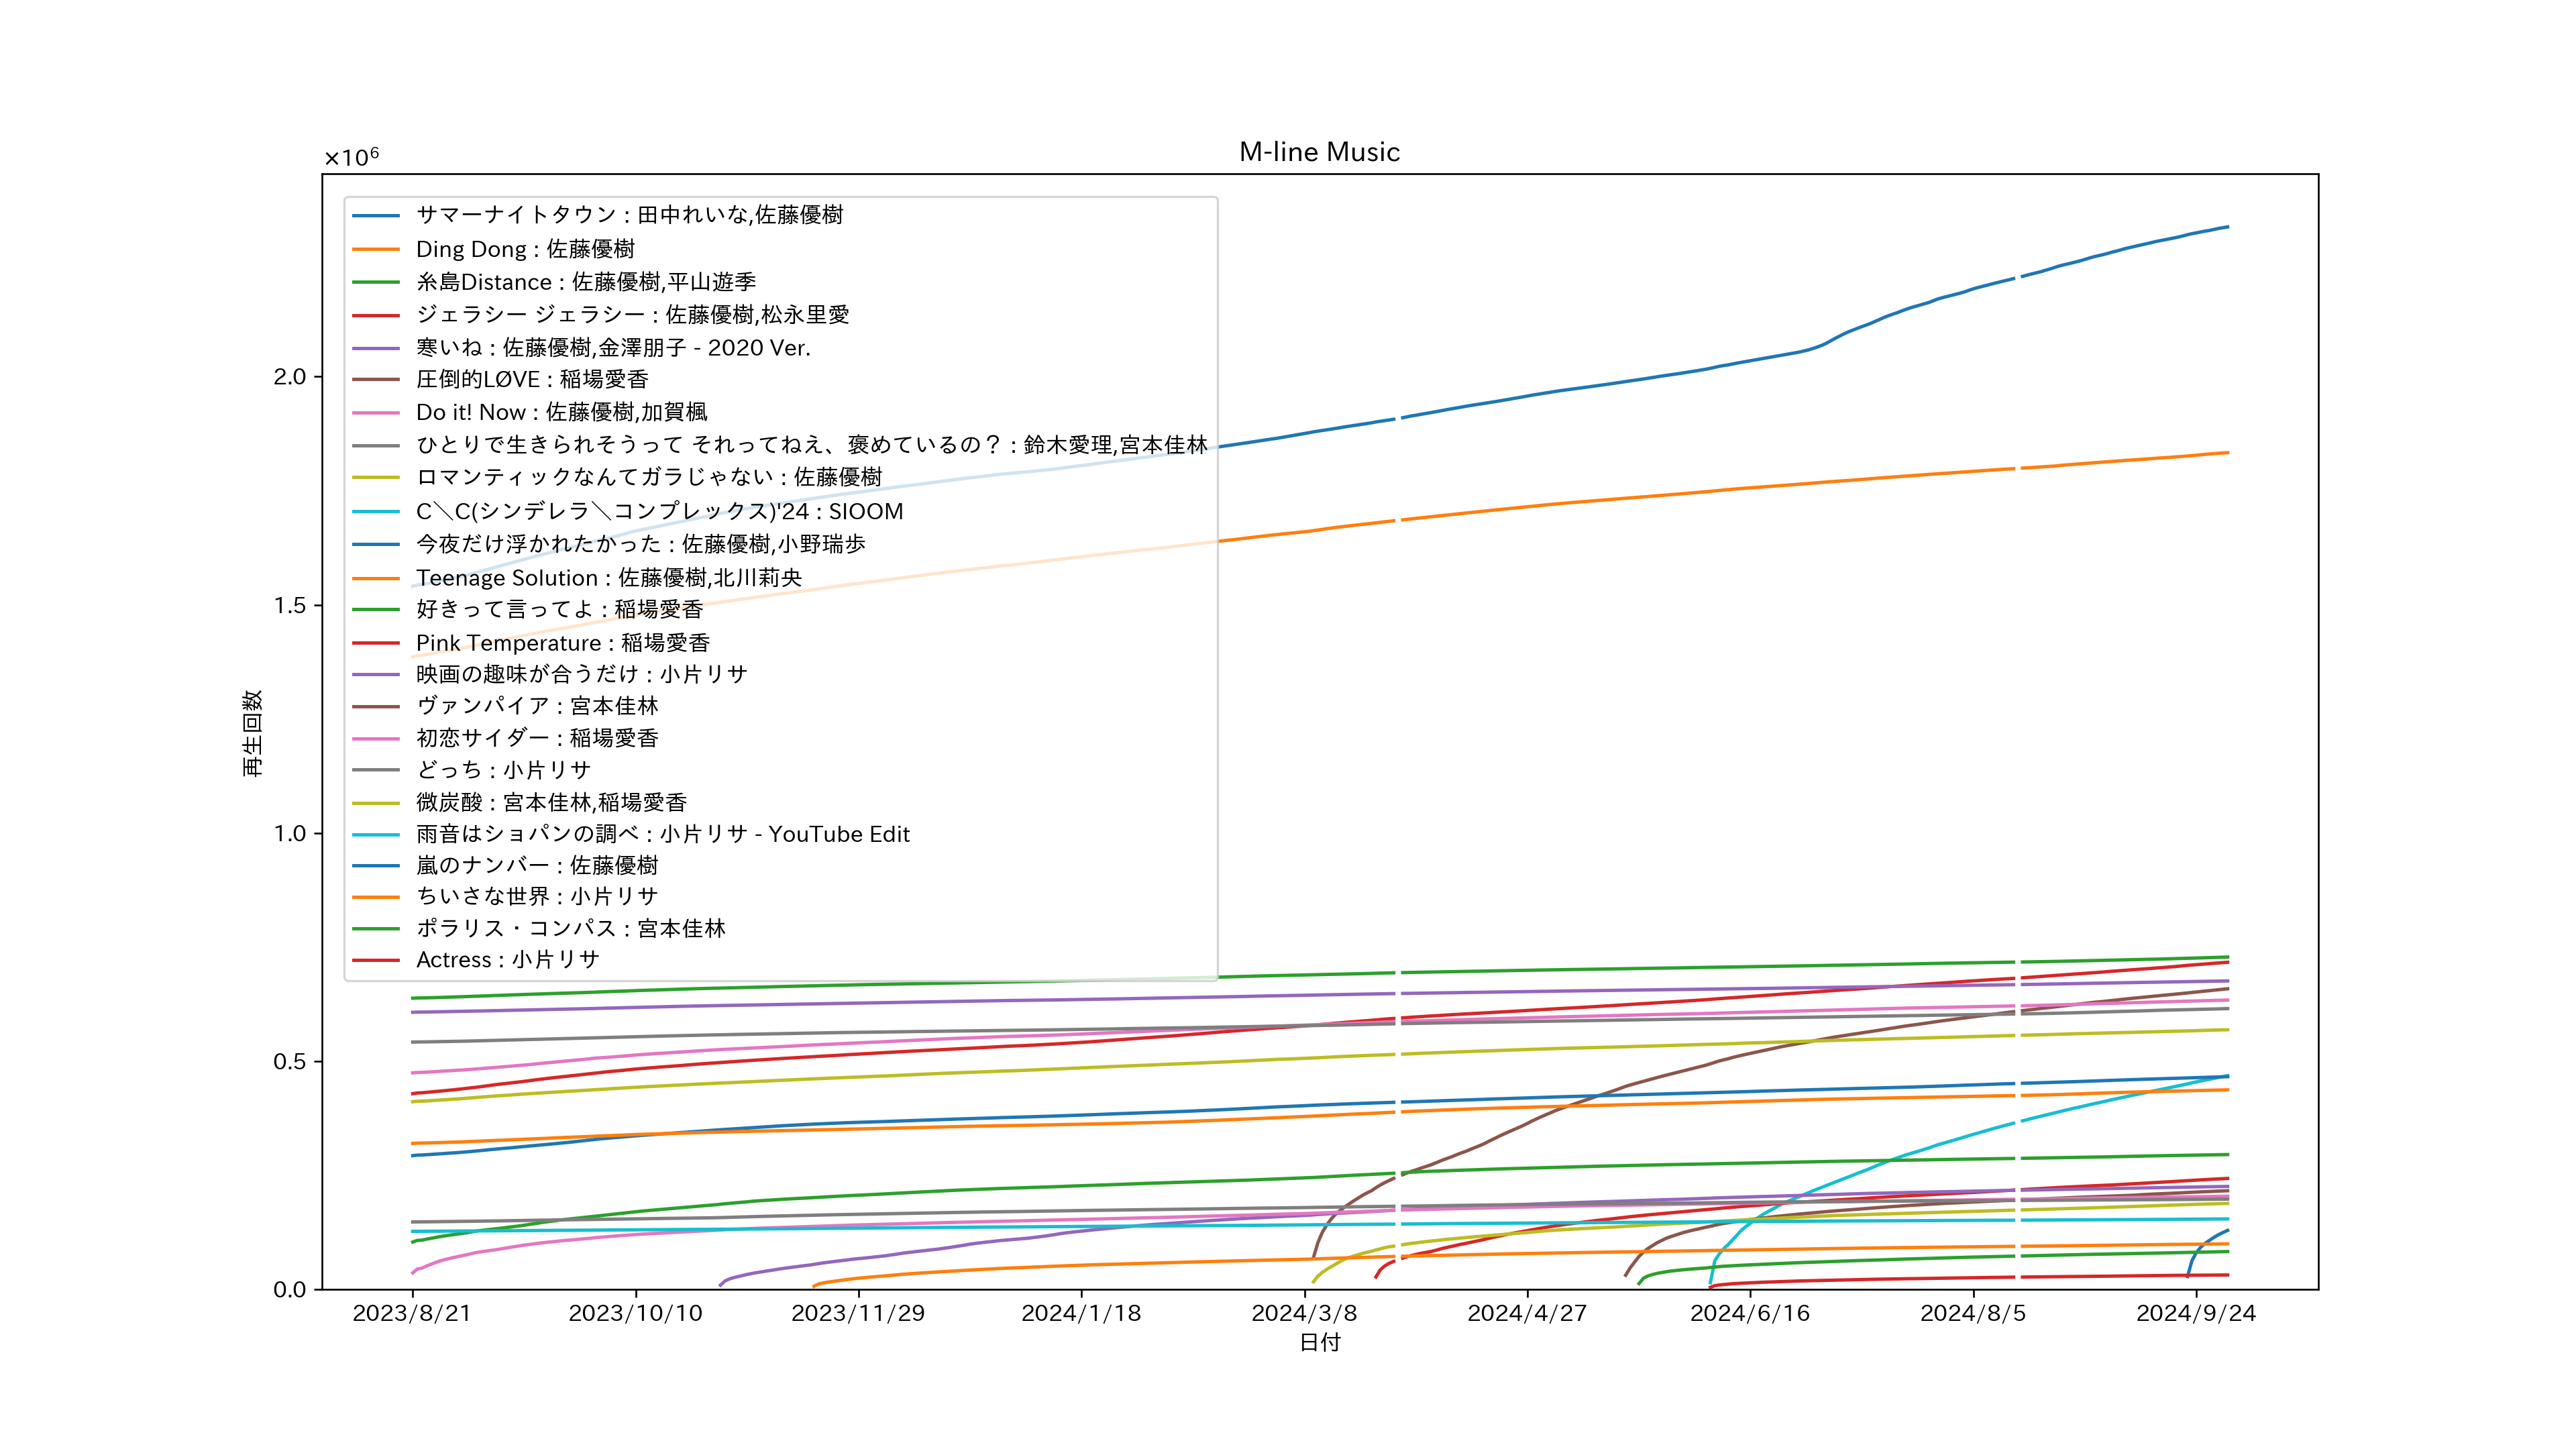 M-line Music
×10⁶
サマーナイトタウン : 田中れいな,佐藤優樹
Ding Dong : 佐藤優樹
糸島Distance : 佐藤優樹,平山遊季
ジェラシー ジェラシー : 佐藤優樹,松永里愛
寒いね : 佐藤優樹,金澤朋子 - 2020 Ver.
圧倒的LØVE : 稲場愛香
Do it! Now : 佐藤優樹,加賀楓
ひとりで生きられそうって それってねえ、褒めているの？ : 鈴木愛理,宮本佳林
ロマンティックなんてガラじゃない : 佐藤優樹
C＼C(シンデレラ＼コンプレックス)'24 : SIOOM
今夜だけ浮かれたかった : 佐藤優樹,小野瑞歩
Teenage Solution : 佐藤優樹,北川莉央
好きって言ってよ : 稲場愛香
Pink Temperature : 稲場愛香
映画の趣味が合うだけ : 小片リサ
ヴァンパイア : 宮本佳林
初恋サイダー : 稲場愛香
どっち : 小片リサ
微炭酸 : 宮本佳林,稲場愛香
雨音はショパンの調べ : 小片リサ - YouTube Edit
嵐のナンバー : 佐藤優樹
ちいさな世界 : 小片リサ
ポラリス・コンパス : 宮本佳林
Actress : 小片リサ
2.0
1.5
1.0
0.5
0.0
再生回数
2023/8/21
2023/10/10
2023/11/29
2024/1/18
2024/3/8
2024/4/27
2024/6/16
2024/8/5
2024/9/24
日付